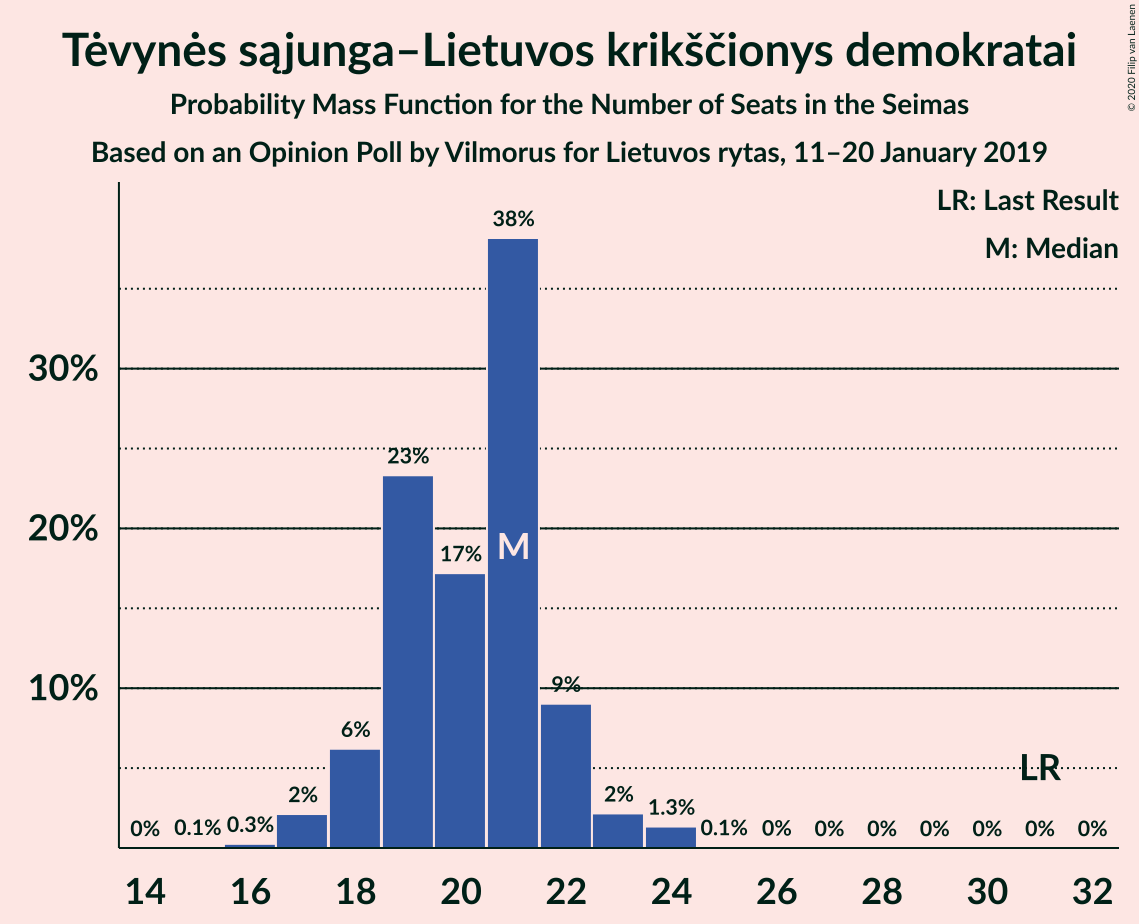 Tėvynės sąjunga–Lietuvos krikščionys demokratai
Probability Mass Function for the Number of Seats in the Seimas
Based on an Opinion Poll by Vilmorus for Lietuvos rytas, 11–20 January 2019
© 2020 Filip van Laenen
LR: Last Result
M: Median
38%
30%
23%
20%
17%
M
10%
9%
6%
LR
2%
2%
1.3%
0% 0.1% 0.3% 0.1% 0% 0% 0% 0% 0% 0% 0%
14 16 18 20 22 24 26 28 30 32